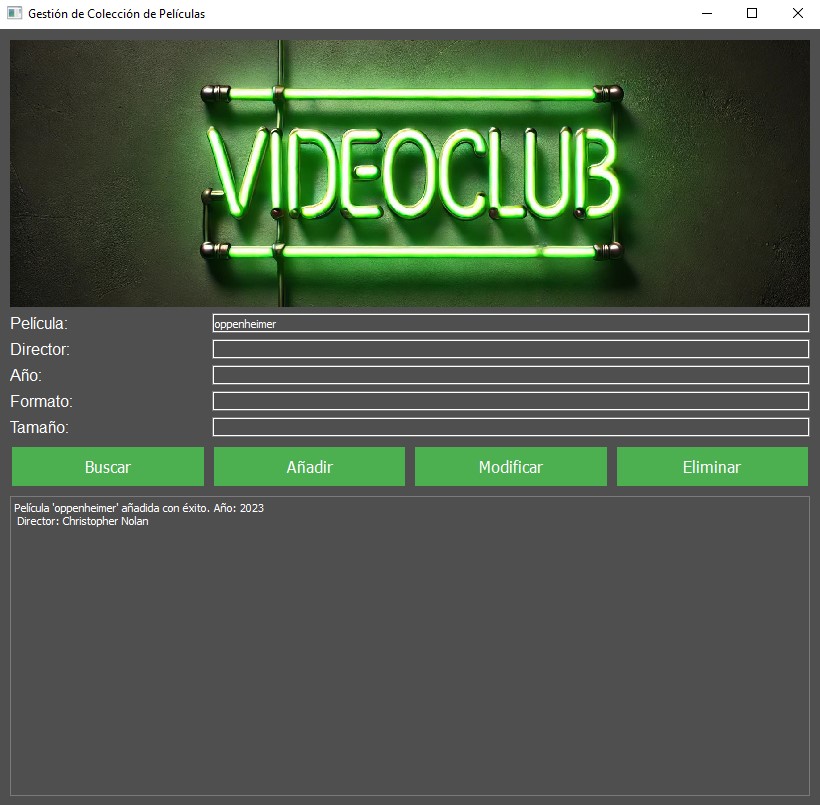 Gestión de Colección de Películas
VIDEOCLUB
Película:
oppenheimer
Director:
Año:
Formato:
Tamaño:
Buscar
Añadir
Modificar
Eliminar
Película 'oppenheimer' añadida con éxito. Año: 2023
Director: Christopher Nolan